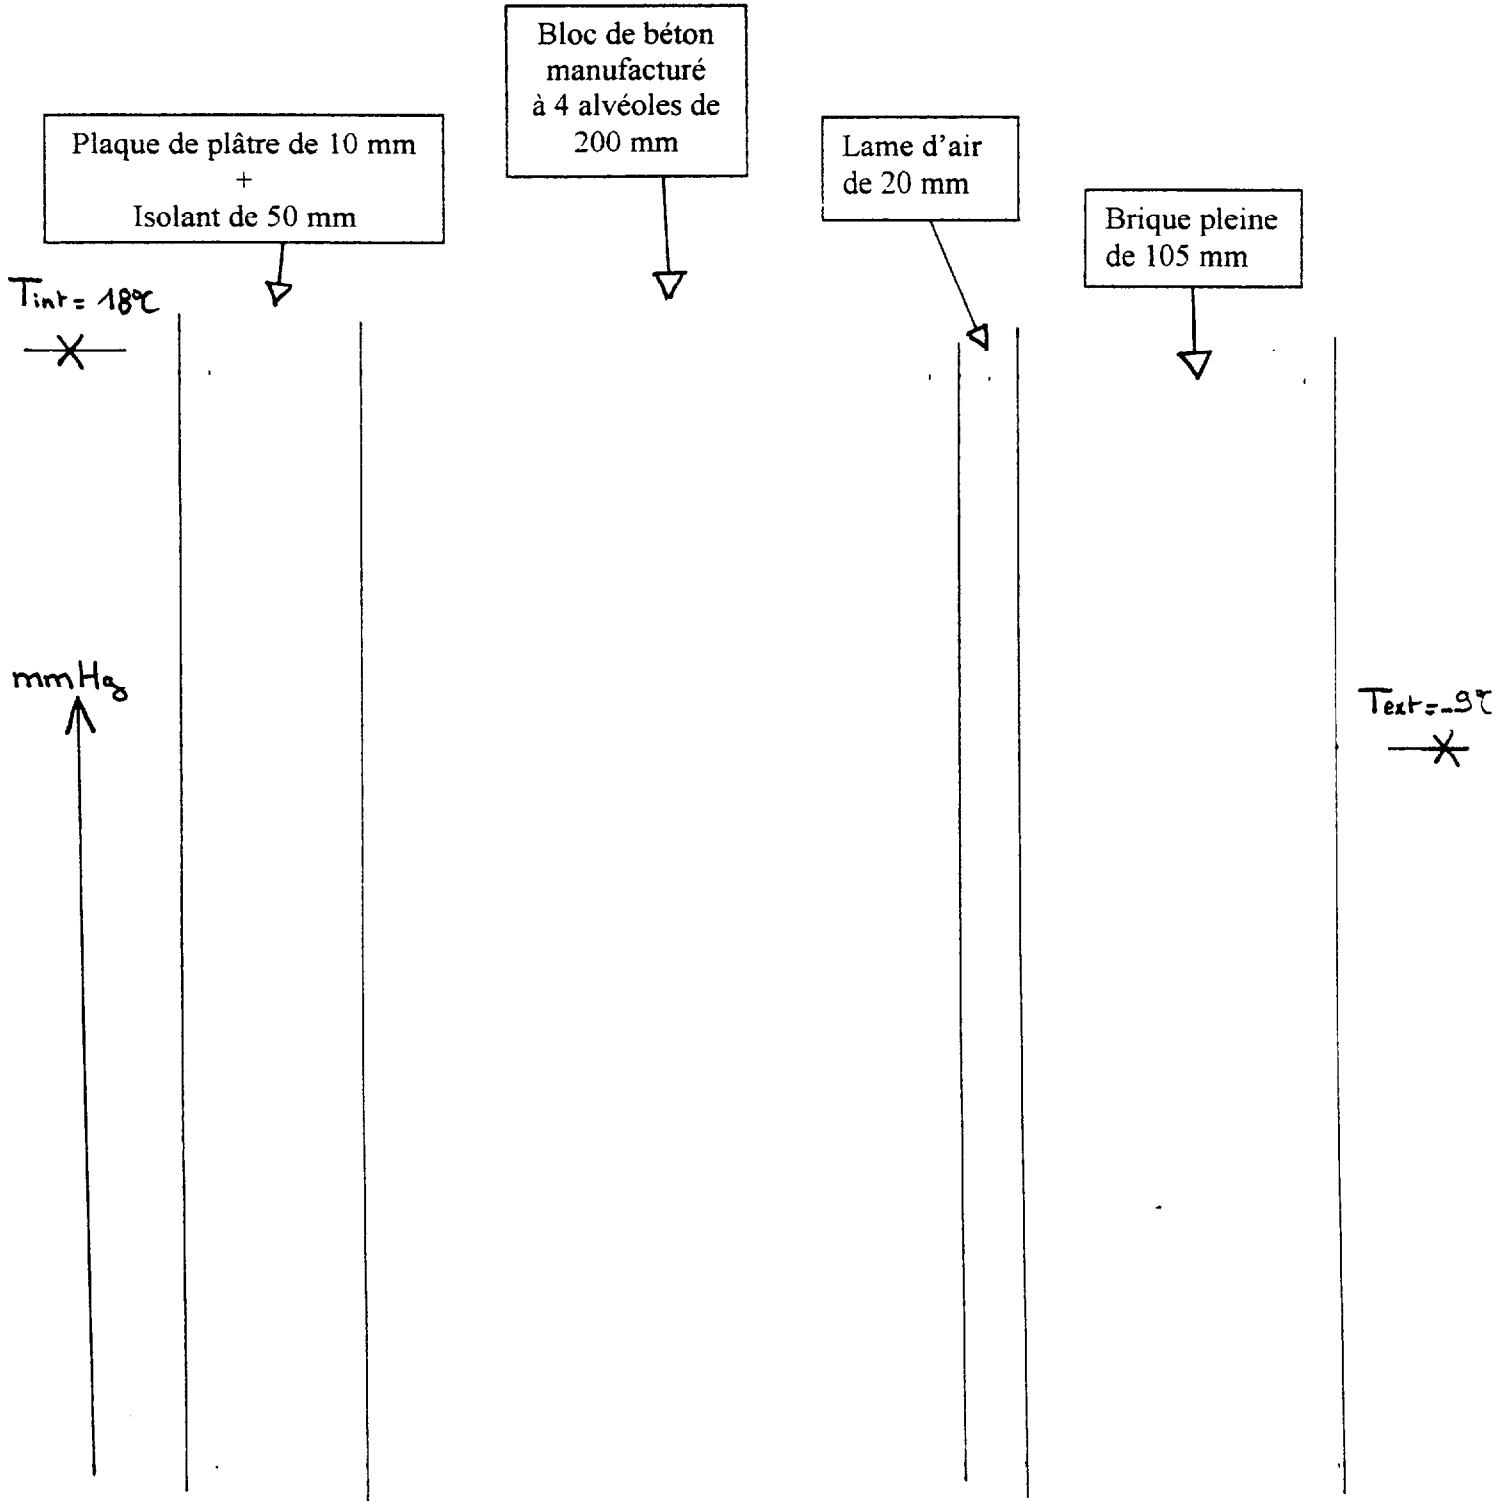 Bloc de béton
manufacturé
à 4 alvéoles de
200 mm
Plaque de plâtre de 10 mm
+
Isolant de 50 mm
Lame d'air
de 20 mm
Brique pleine
de 105 mm
Tint = 18°C
mmHg
Text = -9°C